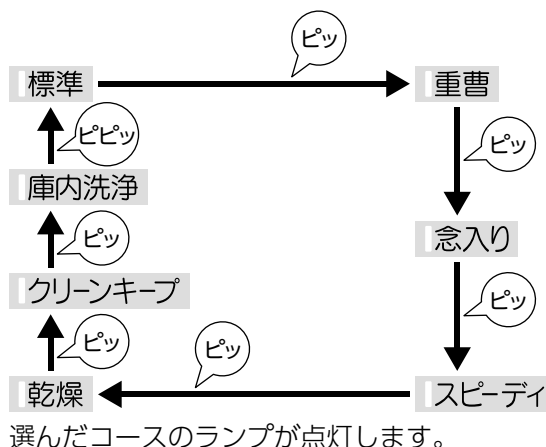 ピッ
標準
重曹
ピピッ
ピッ
庫内洗浄
ピッ
念入り
クリーンキープ
ピッ
ピッ
ピッ
乾燥
スピーディ
選んだコースのランプが点灯します。